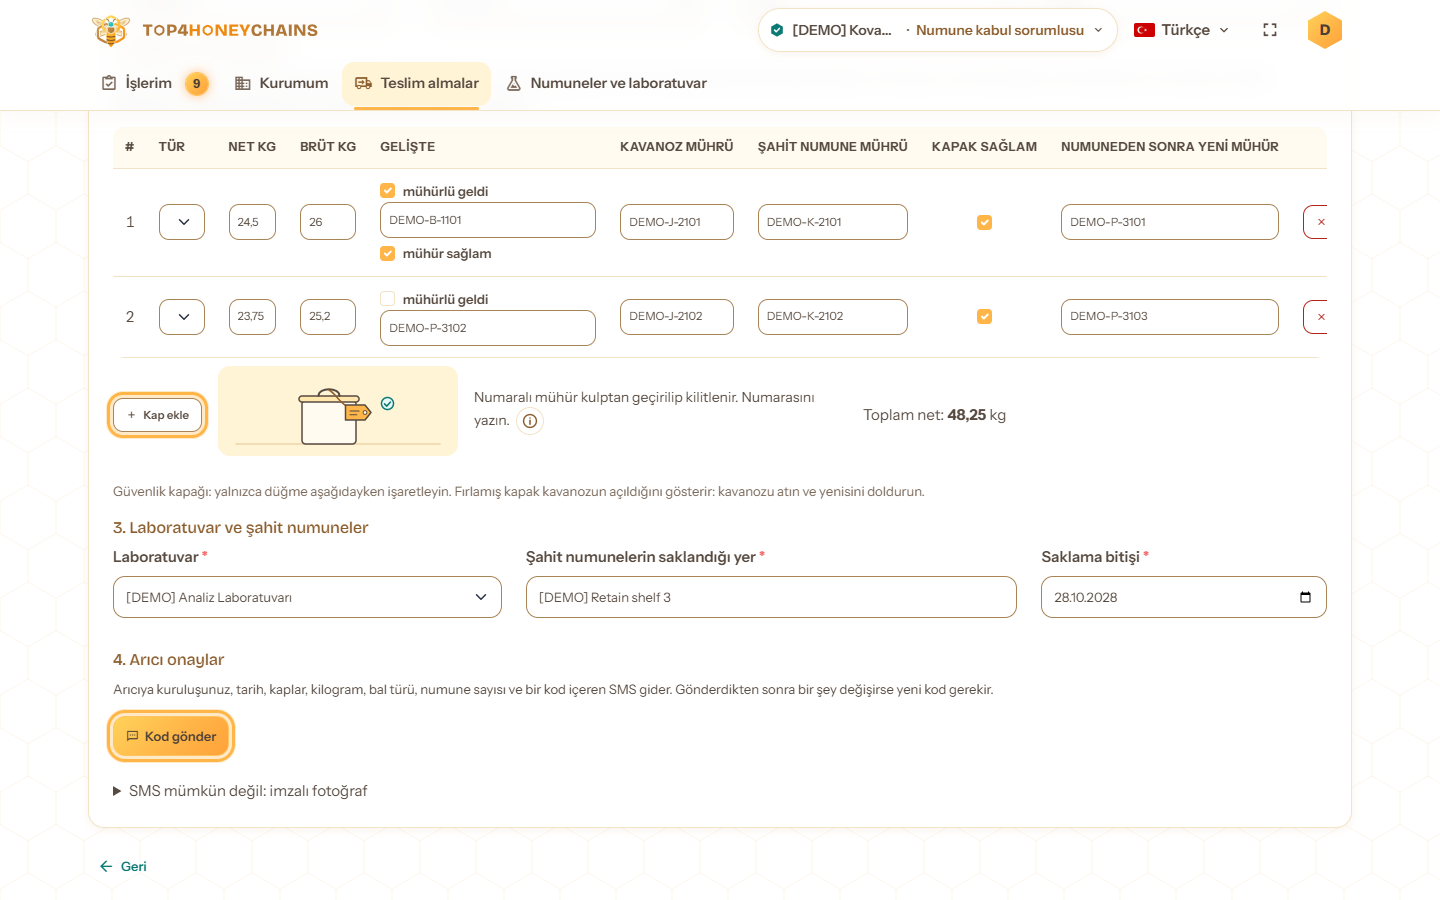 TOP4HONEYCHAINS
[DEMO] Kova... · Numune kabul sorumlusu
Türkçe
D
İşlerim 9
Kurumum
Teslim almalar
Numuneler ve laboratuvar
# TÜR NET KG BRÜT KG GELİŞTE KAVANOZ MÜHRÜ ŞAHİT NUMUNE MÜHRÜ KAPAK SAĞLAM NUMUNEDEN SONRA YENİ MÜHÜR
mühürlü geldi
1 24,5 26 DEMO-B-1101 DEMO-J-2101 DEMO-K-2101 DEMO-P-3101 ×
mühür sağlam
mühürlü geldi
2 23,75 25,2 DEMO-P-3102 DEMO-J-2102 DEMO-K-2102 DEMO-P-3103 ×
+ Kap ekle
Numaralı mühür kulptan geçirilip kilitlenir. Numarasını
yazın.
Toplam net: 48,25 kg
Güvenlik kapağı: yalnızca düğme aşağıdayken işaretleyin. Fırlamış kapak kavanozun açıldığını gösterir: kavanozu atın ve yenisini doldurun.
3. Laboratuvar ve şahit numuneler
Laboratuvar * Şahit numunelerin saklandığı yer * Saklama bitişi *
[DEMO] Analiz Laboratuvarı [DEMO] Retain shelf 3 28.10.2028
4. Arıcı onaylar
Arıcıya kuruluşunuz, tarih, kaplar, kilogram, bal türü, numune sayısı ve bir kod içeren SMS gider. Gönderdikten sonra bir şey değişirse yeni kod gerekir.
Kod gönder
SMS mümkün değil: imzalı fotoğraf
Geri